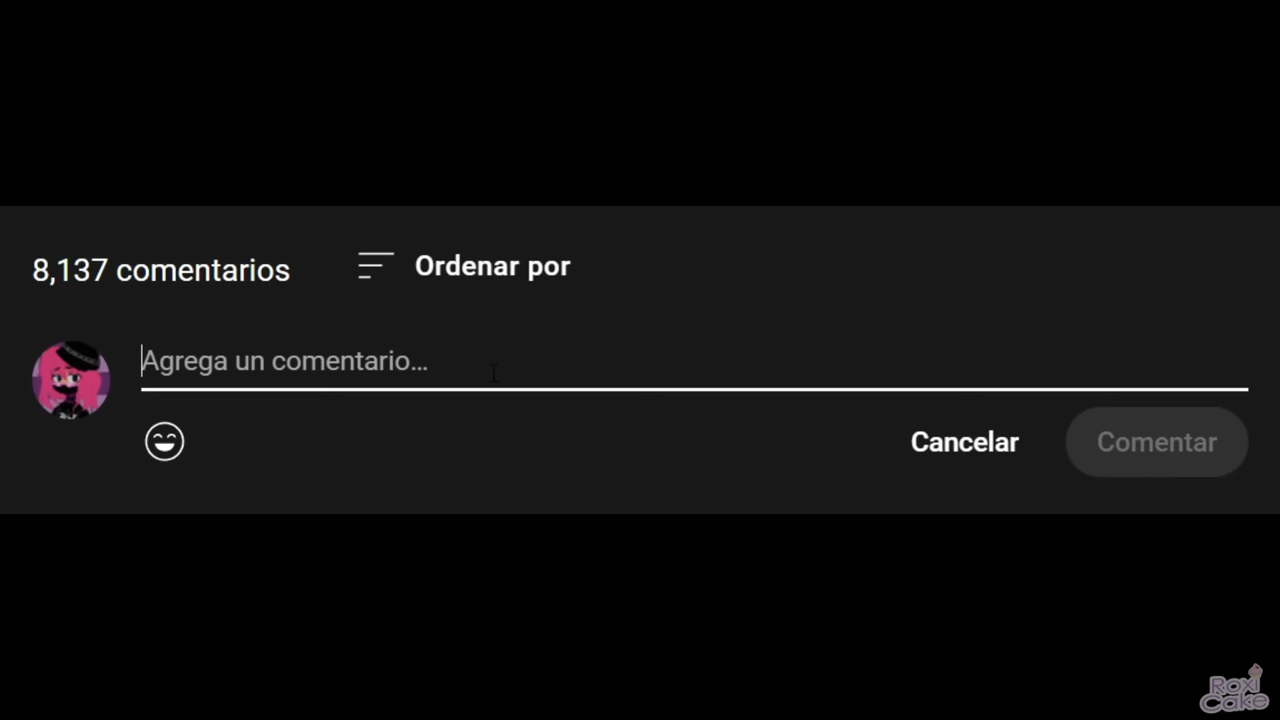 8,137 comentarios
Ordenar por
Agrega un comentario...
Cancelar
Comentar
Roxi
Cake